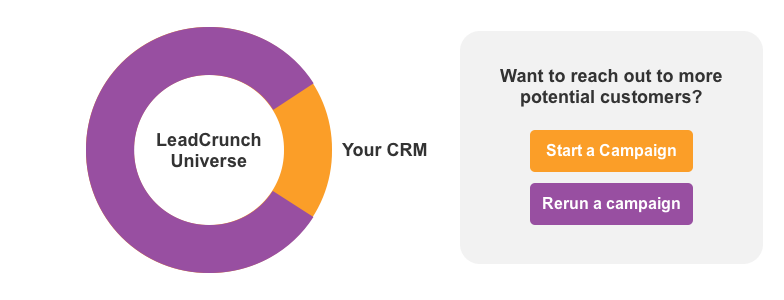 LeadCrunch
Universe
Your CRM
Want to reach out to more
potential customers?
Start a Campaign
Rerun a campaign